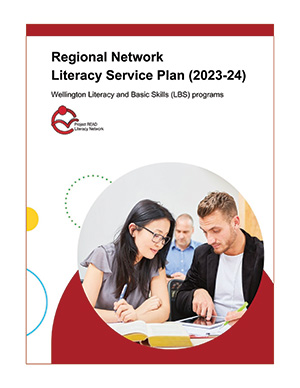 Regional Network
Literacy Service Plan (2023-24)
Wellington Literacy and Basic Skills (LBS) programs
Project READ
Literacy Network